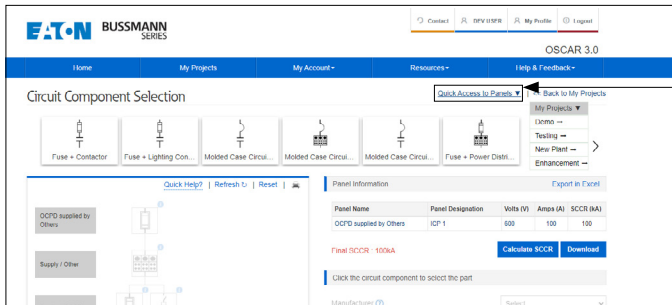 Contact DEV USER My Profile Logout
EATON BUSSMANN SERIES
OSCAR 3.0
Home My Projects My Account Resources Help & Feedback
Circuit Component Selection
Quick Access to Panels ▼ | Back to My Projects
My Projects ▼
Demo →
Testing →
New Plant →
Enhancement →
Fuse + Contactor Fuse + Lighting Con... Molded Case Circui... Molded Case Circui... Molded Case Circui... Fuse + Power Distri...
Quick Help? | Refresh ↻ | Reset |
Panel Information Export in Excel
Panel Name Panel Designation Volts (V) Amps (A) SCCR (kA)
OCPD supplied by Others ICP 1 600 100 100
OCPD supplied by Others
Final SCCR : 100kA Calculate SCCR Download
Supply / Other
Click the circuit component to select the part
Manufacturer Select